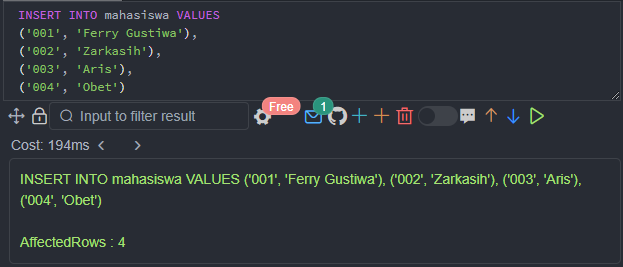 INSERT INTO mahasiswa VALUES
('001', 'Ferry Gustiwa'),
('002', 'Zarkasih'),
('003', 'Aris'),
('004', 'Obet')
Input to filter result
Free
1
Cost: 194ms
INSERT INTO mahasiswa VALUES ('001', 'Ferry Gustiwa'), ('002', 'Zarkasih'), ('003', 'Aris'),
('004', 'Obet')
AffectedRows : 4